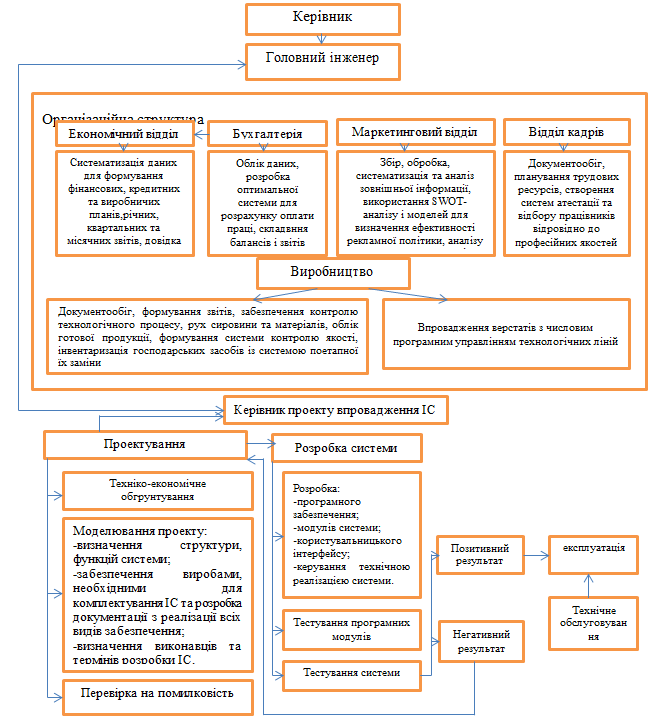 Керівник
Головний інженер
Організаційна структура
Економічний відділ
Бухгалтерія
Маркетинговий відділ
Відділ кадрів
Систематизація даних
для формування
фінансових, кредитних
та виробничих
планів,річних,
квартальних та
місячних звітів, довідка
Облік даних,
розробка
оптимальної
системи для
розрахунку оплати
праці, складвння
балансів і звітів
Збір, обробка,
систематизація та аналіз
зовнішньої інформації,
використання SWOT-
аналізу і моделей для
визначення ефективності
рекламної політики, аналізу
Документообіг,
планування трудових
ресурсів, створення
систем атестації та
відбору працівників
відровідно до
професійних якостей
Виробництво
Документообіг, формування звітів, забезпечення контролю
технологічного процесу, рух сировини та матеріалів, облік
готової продукції, формування системи контролю якості,
інвентаризація господарських засобів із системою поетапної
їх заміни
Впровадження верстатів з числовим
програмним управлінням технологічних ліній
Керівник проекту впровадження ІС
Проектування
Розробка системи
Техніко-економічне
обгрунтування
Моделювання проекту:
-визначення структури,
функцій системи;
-забезпечення виробами,
необхідними для
комплектування ІС та розробка
документації з реалізації всіх
видів забезпечення;
-визначення виконавців та
термінів розробки ІС.
Перевірка на помилковість
Розробка:
-програмного
забезпечення;
-модулів системи;
-користувальницького
інтерфейсу;
-керування технічною
реалізацією системи.
Тестування програмних
модулів
Тестування системи
Позитивний
результат
Негативний
результат
експлуатація
Технічне
обслуговуван
ня